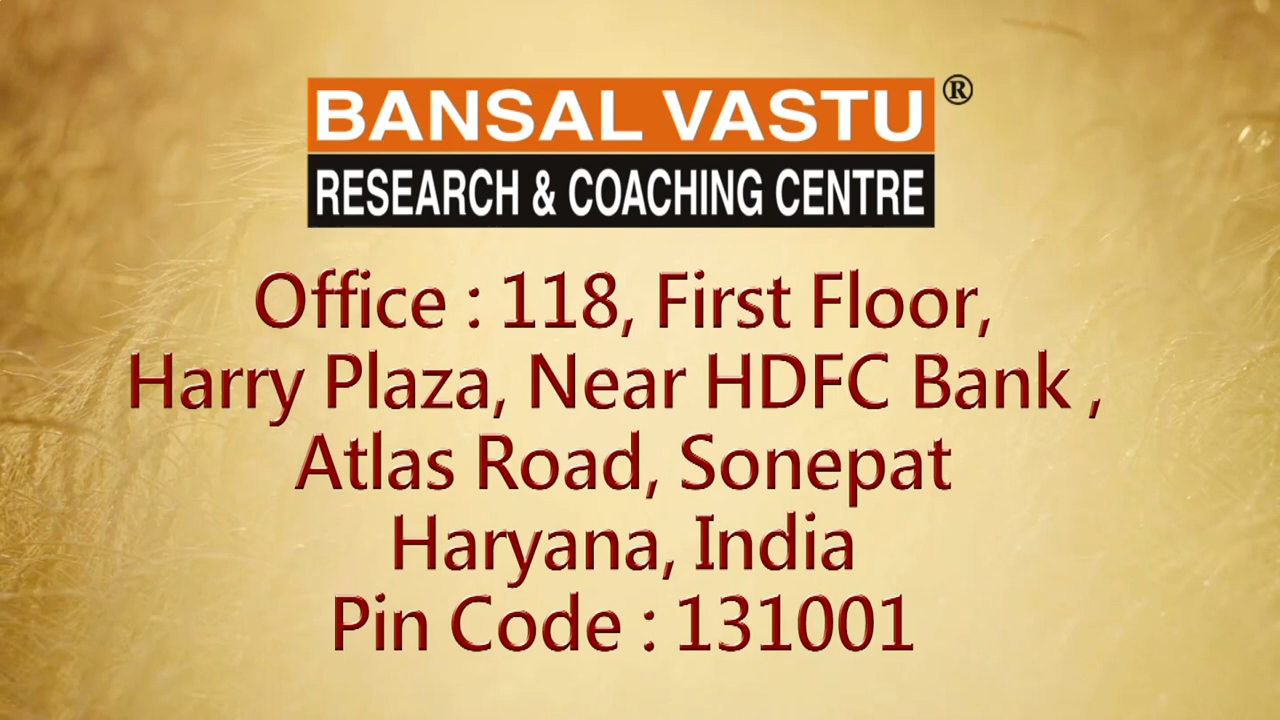 BANSAL VASTU ®
RESEARCH & COACHING CENTRE
Office : 118, First Floor,
Harry Plaza, Near HDFC Bank ,
Atlas Road, Sonepat
Haryana, India
Pin Code : 131001